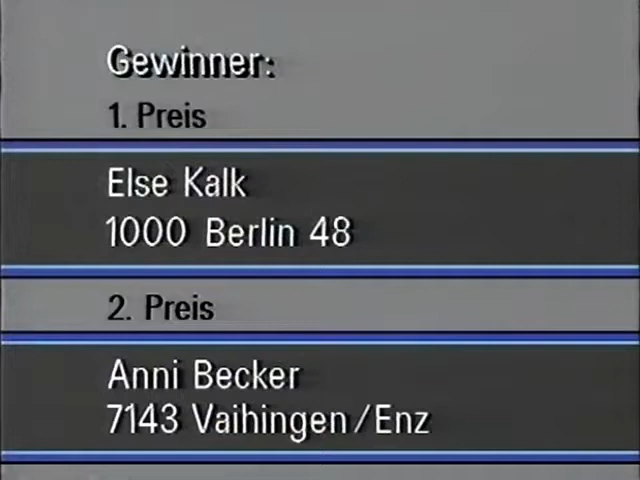 Gewinner:
1. Preis
Else Kalk
1000 Berlin 48
2. Preis
Anni Becker
7143 Vaihingen/Enz